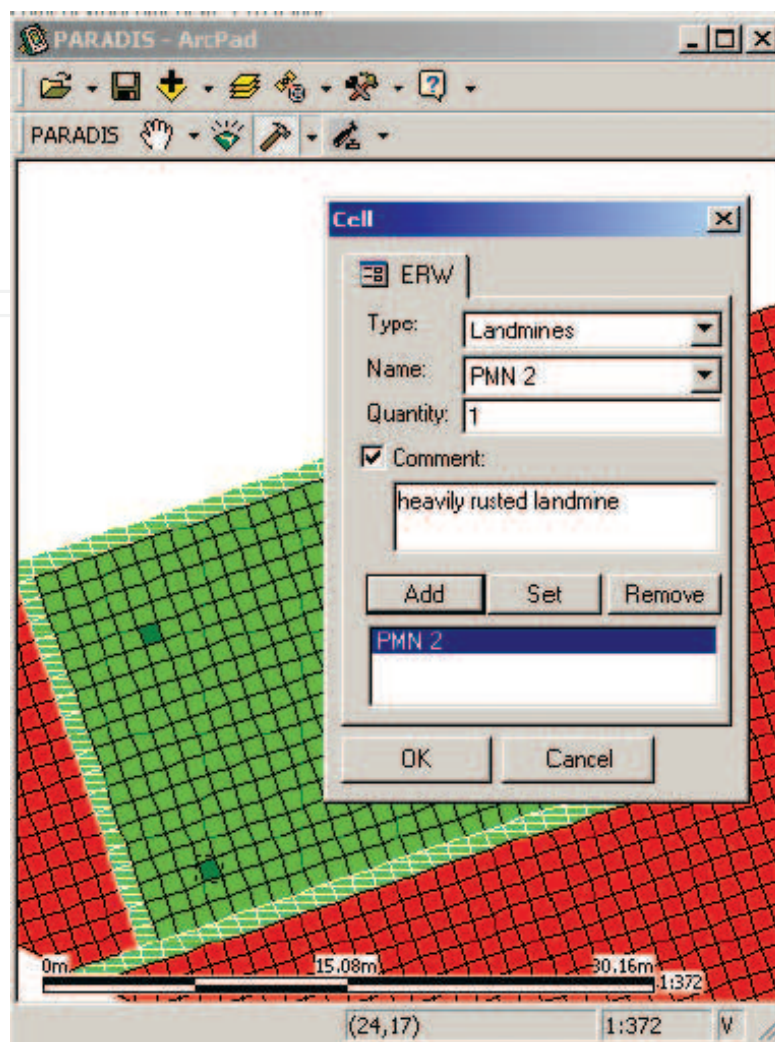 PARADIS - ArcPad
PARADIS
Cell
ERW
Type: Landmines
Name: PMN 2
Quantity: 1
Comment:
heavily rusted landmine
Add Set Remove
PMN 2
OK Cancel
0m 15.08m 30.16m
1:372
(24,17) 1:372 V